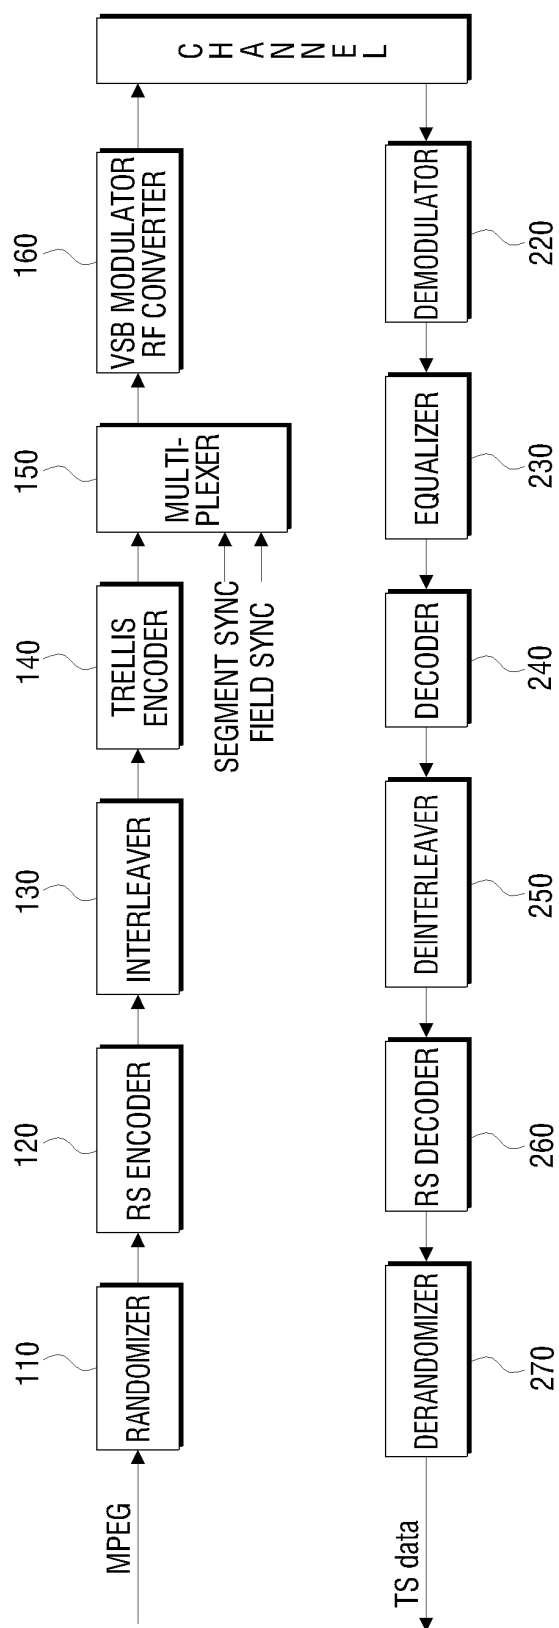 MPEG
110
RANDOMIZER
120
RS ENCODER
130
INTERLEAVER
140
TRELLIS
ENCODER
SEGMENT SYNC
FIELD SYNC
150
MULTI-
PLEXER
160
VSB MODULATOR
RF CONVERTER
CHANNEL
DEMODULATOR
220
EQUALIZER
230
DECODER
240
DEINTERLEAVER
250
RS DECODER
260
DERANDOMIZER
270
TS data